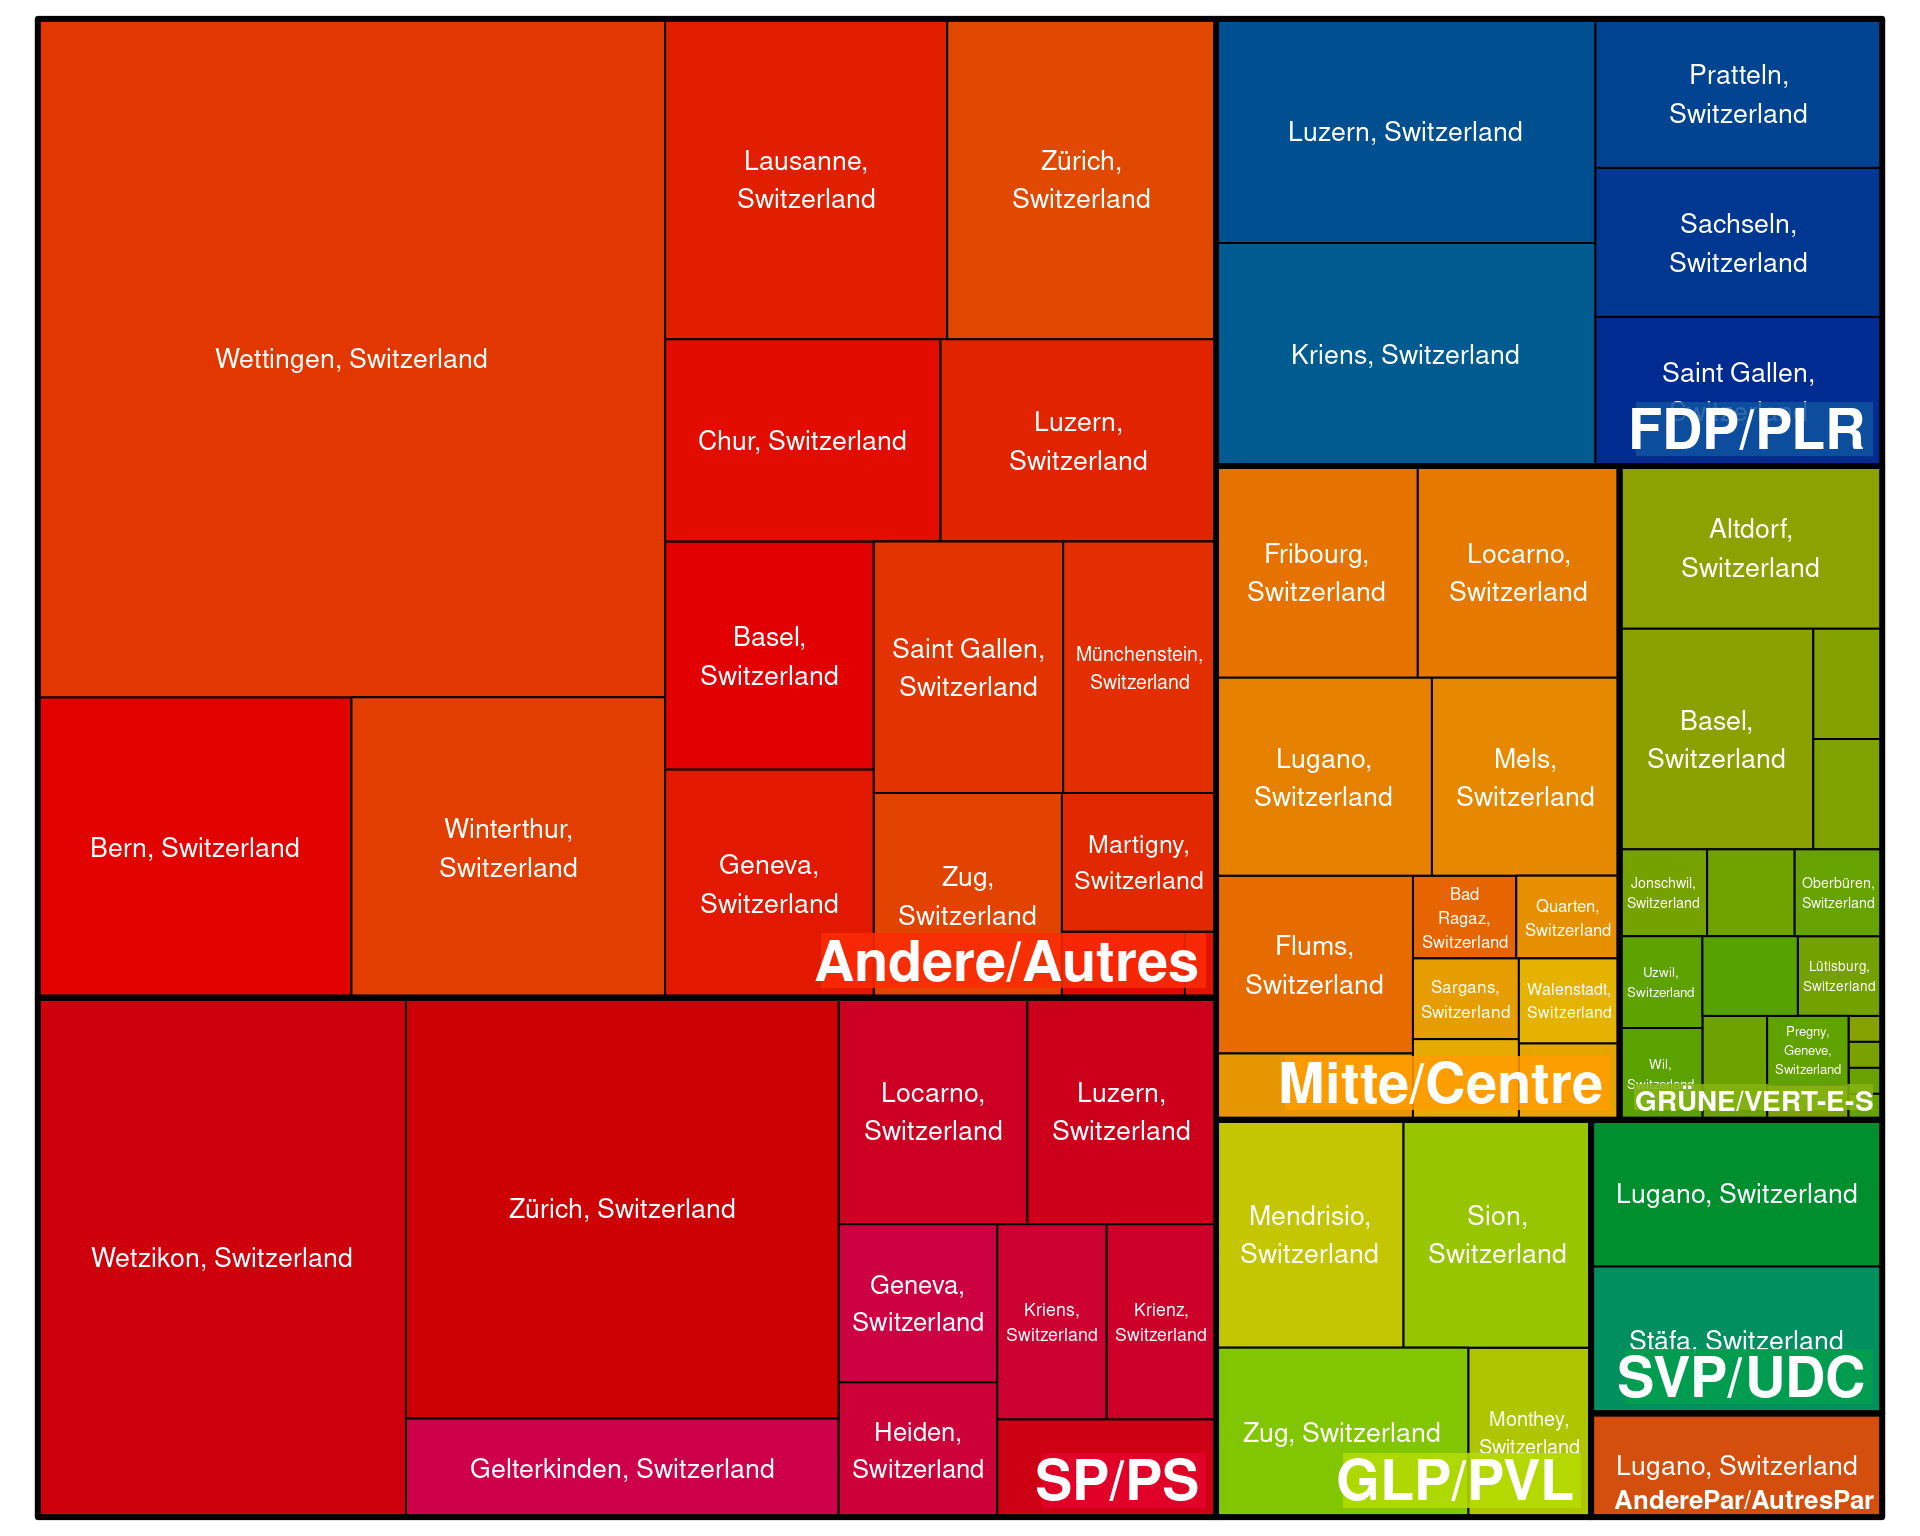 Wettingen, Switzerland
Lausanne,
Switzerland
Zürich,
Switzerland
Chur, Switzerland
Luzern,
Switzerland
Basel,
Switzerland
Saint Gallen,
Switzerland
Münchenstein,
Switzerland
Bern, Switzerland
Winterthur,
Switzerland
Geneva,
Switzerland
Zug,
Switzerland
Martigny,
Switzerland
Andere/Autres
Wetzikon, Switzerland
Zürich, Switzerland
Gelterkinden, Switzerland
Locarno,
Switzerland
Luzern,
Switzerland
Geneva,
Switzerland
Kriens,
Switzerland
Krienz,
Switzerland
Heiden,
Switzerland
SP/PS
Luzern, Switzerland
Kriens, Switzerland
Pratteln,
Switzerland
Sachseln,
Switzerland
Saint Gallen,
Switzerland
FDP/PLR
Fribourg,
Switzerland
Locarno,
Switzerland
Lugano,
Switzerland
Mels,
Switzerland
Flums,
Switzerland
Bad
Ragaz,
Switzerland
Quarten,
Switzerland
Sargans,
Switzerland
Walenstadt,
Switzerland
Mitte/Centre
Altdorf,
Switzerland
Basel,
Switzerland
Jonschwil,
Switzerland
Oberbüren,
Switzerland
Uzwil,
Switzerland
Lütisburg,
Switzerland
Wil,
Switzerland
Pregny,
Geneve,
Switzerland
GRÜNE/VERT-E-S
Mendrisio,
Switzerland
Sion,
Switzerland
Zug, Switzerland
Monthey,
Switzerland
GLP/PVL
Lugano, Switzerland
Stäfa, Switzerland
SVP/UDC
Lugano, Switzerland
AnderePar/AutresPar